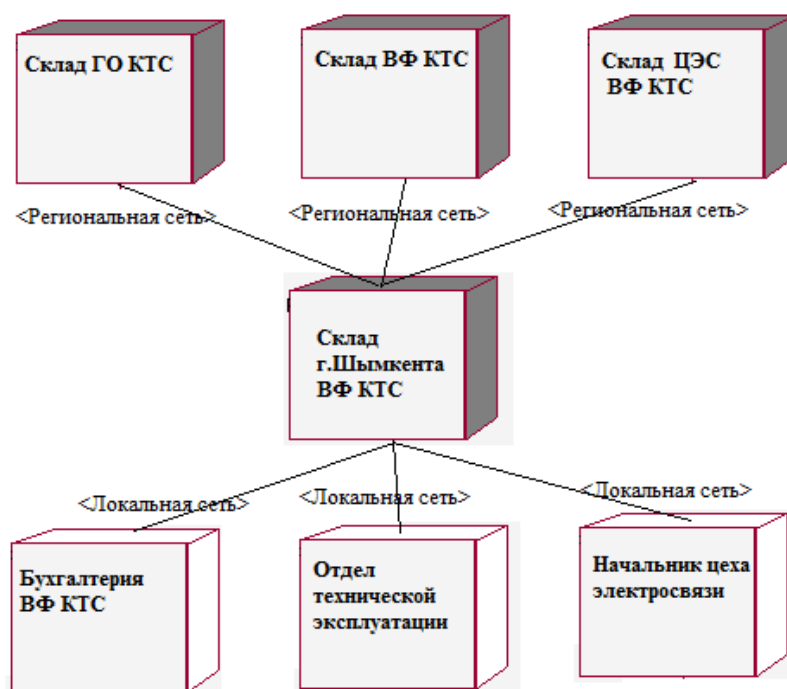 Склад ГО КТС
Склад ВФ КТС
Склад ЦЭС
ВФ КТС
<Региональная сеть>
<Региональная сеть>
<Региональная сеть>
Склад
г.Шымкента
ВФ КТС
<Локальная сеть>
<Локальная сеть>
<Локальная сеть>
Бухгалтерия
ВФ КТС
Отдел
технической
эксплуатации
Начальник цеха
электросвязи